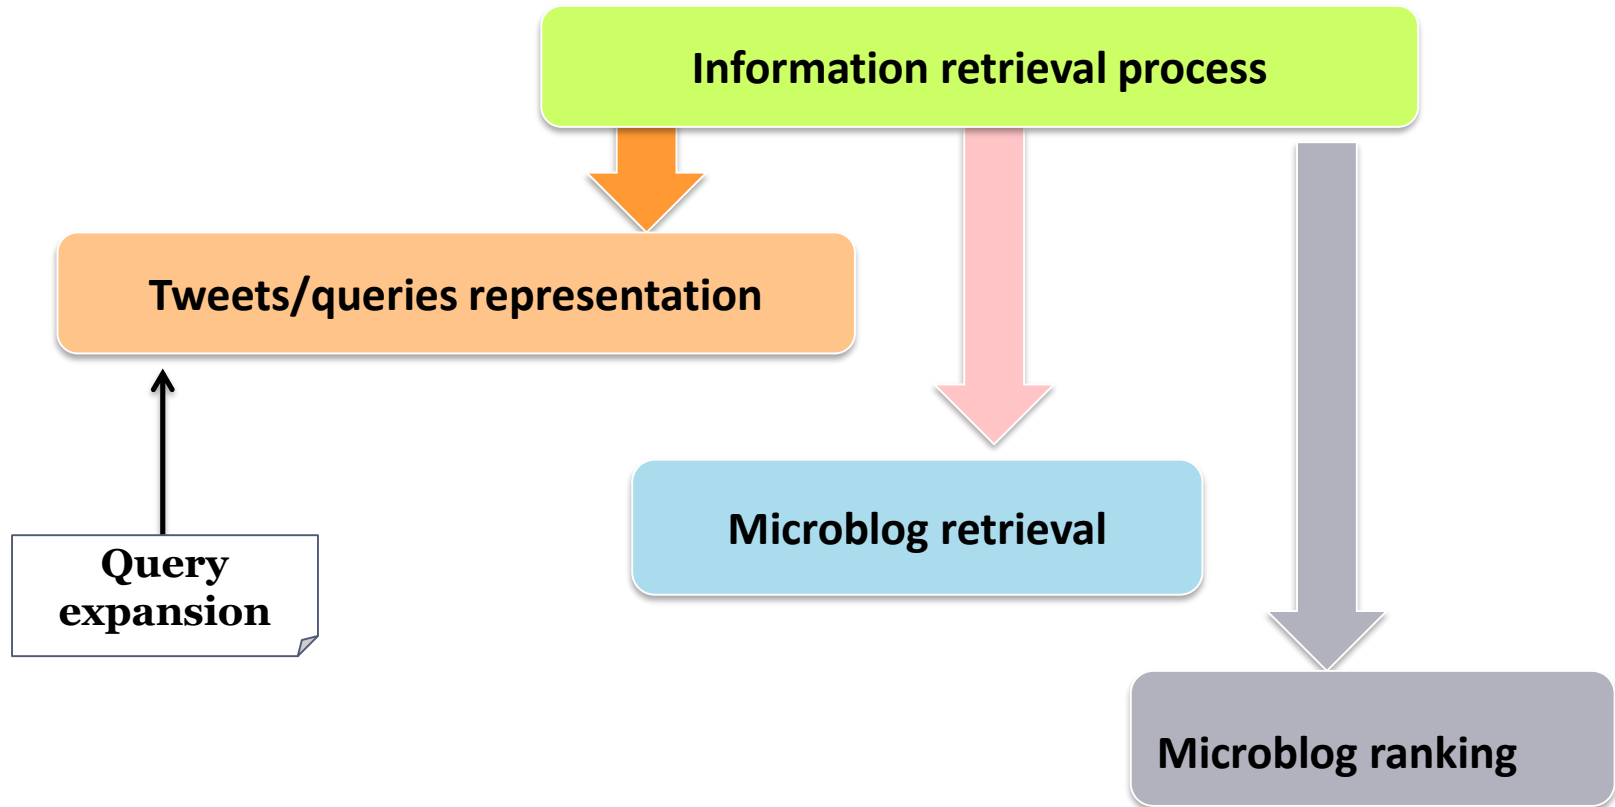 Information retrieval process
Tweets/queries representation
Microblog retrieval
Query
expansion
Microblog ranking